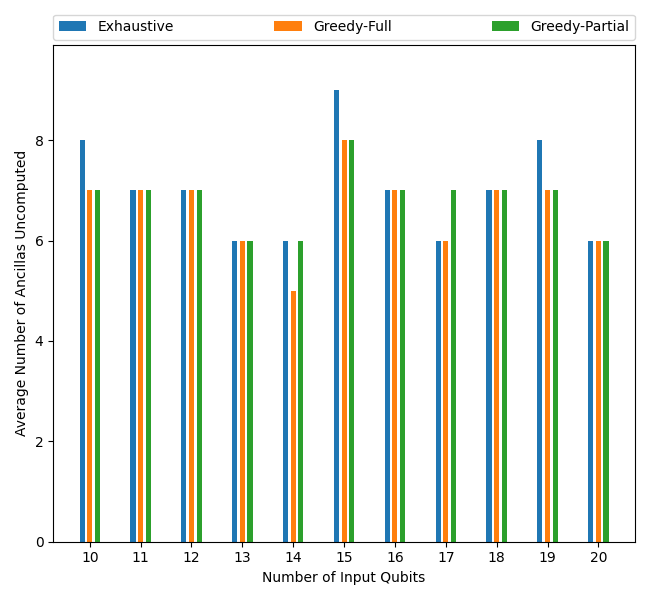 Exhaustive Greedy-Full Greedy-Partial
Average Number of Ancillas Uncomputed
8
6
4
2
0
10 11 12 13 14 15 16 17 18 19 20
Number of Input Qubits